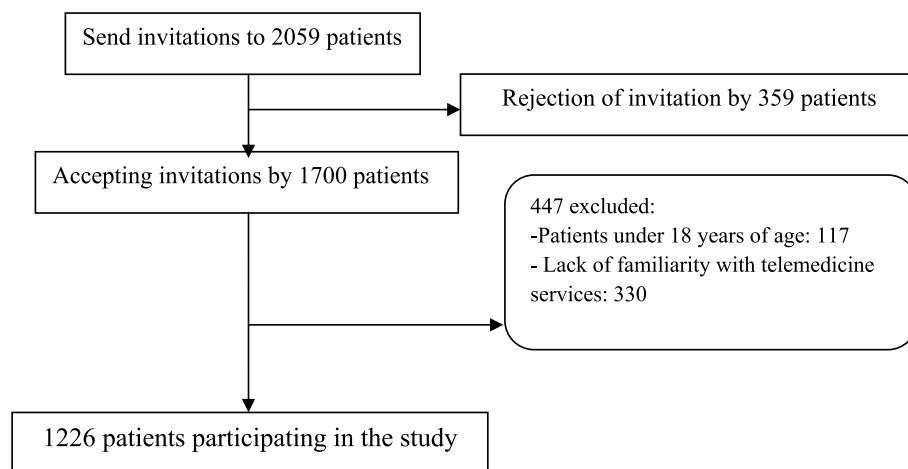 Send invitations to 2059 patients
Rejection of invitation by 359 patients
Accepting invitations by 1700 patients
447 excluded:
-Patients under 18 years of age: 117
- Lack of familiarity with telemedicine
services: 330
1226 patients participating in the study